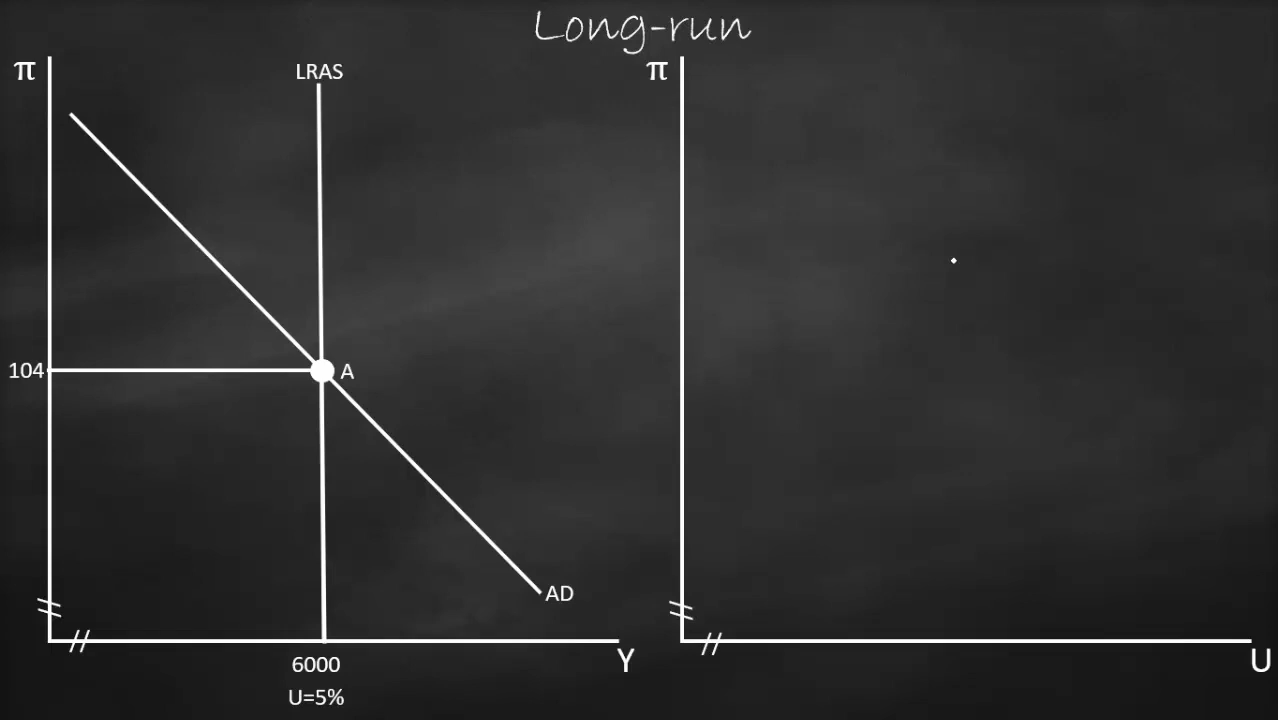 Long-run
π
LRAS
104
A
AD
Y
6000
U=5%
π
U